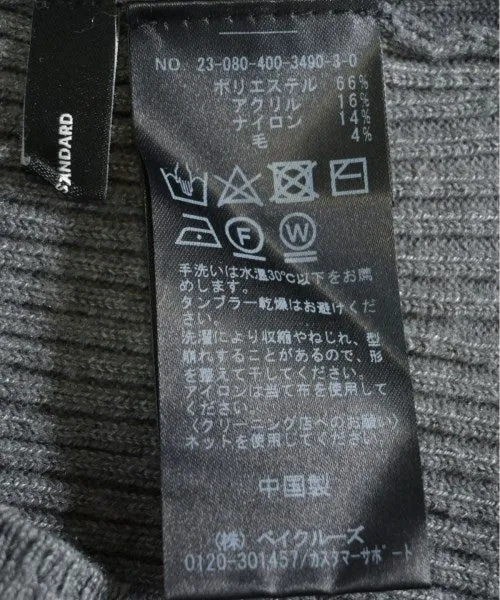 STANDARD
NO. 23-080-400-3490-3-0
ポリエステル 66%
アクリル 16%
ナイロン 14%
毛 4%
F
W
手洗いは水温30℃以下をお薦
めします。
タンブラー乾燥はお避けくだ
さい。
洗濯により収縮やねじれ、型
崩れすることがあるので、形
を整えて干してください。
アイロンは当て布を使用して
ください。
〈クリーニング店へのお願い〉
ネットを使用してください。
中国製
(株) ベイクルーズ
0120-301457/カスタマーサポート